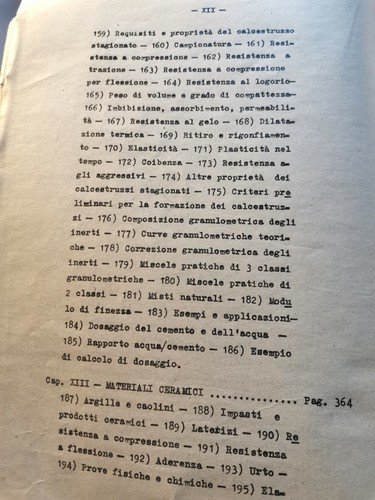 — XII —
159) Requisiti e proprietà del calcestruzzo
stagionato — 160) Campionatura — 161) Resi—
stenza a compressione — 162) Resistenza a
trazione — 163) Resistenza a compressione
per flessione — 164) Resistenza al logorio—
165) Peso di volume e grado di compattezza—
166) Imbibizione, assorbimento, permeabili—
tà — 167) Resistenza al gelo — 168) Dilata—
zione termica — 169) Ritiro e rigonfiamen—
to — 170) Elasticità — 171) Plasticità nel
tempo — 172) Coibenza — 173) Resistenza a—
gli aggressivi — 174) Altre proprietà dei
calcestruzzi stagionati — 175) Criteri pre
liminari per la formazione dei calcestruz—
zi — 176) Composizione granulometrica degli
inerti — 177) Curve granulometriche teori—
che — 178) Correzione granulometrica degli
inerti — 179) Miscele pratiche di 3 classi
granulometriche — 180) Miscele pratiche di
2 classi — 181) Misti naturali — 182) Modu
lo di finezza — 183) Esempi e applicazioni—
184) Dosaggio del cemento e dell'acqua —
185) Rapporto acqua/cemento — 186) Esempio
di calcolo di dosaggio.
Cap. XIII — MATERIALI CERAMICI ............... Pag. 364
187) Argille e caolini — 188) Impasti e
prodotti ceramici — 189) Laterizi — 190) Re
sistenza a compressione — 191) Resistenza
a flessione — 192) Aderenza — 193) Urto —
194) Prove fisiche e chimiche — 195) Ela—